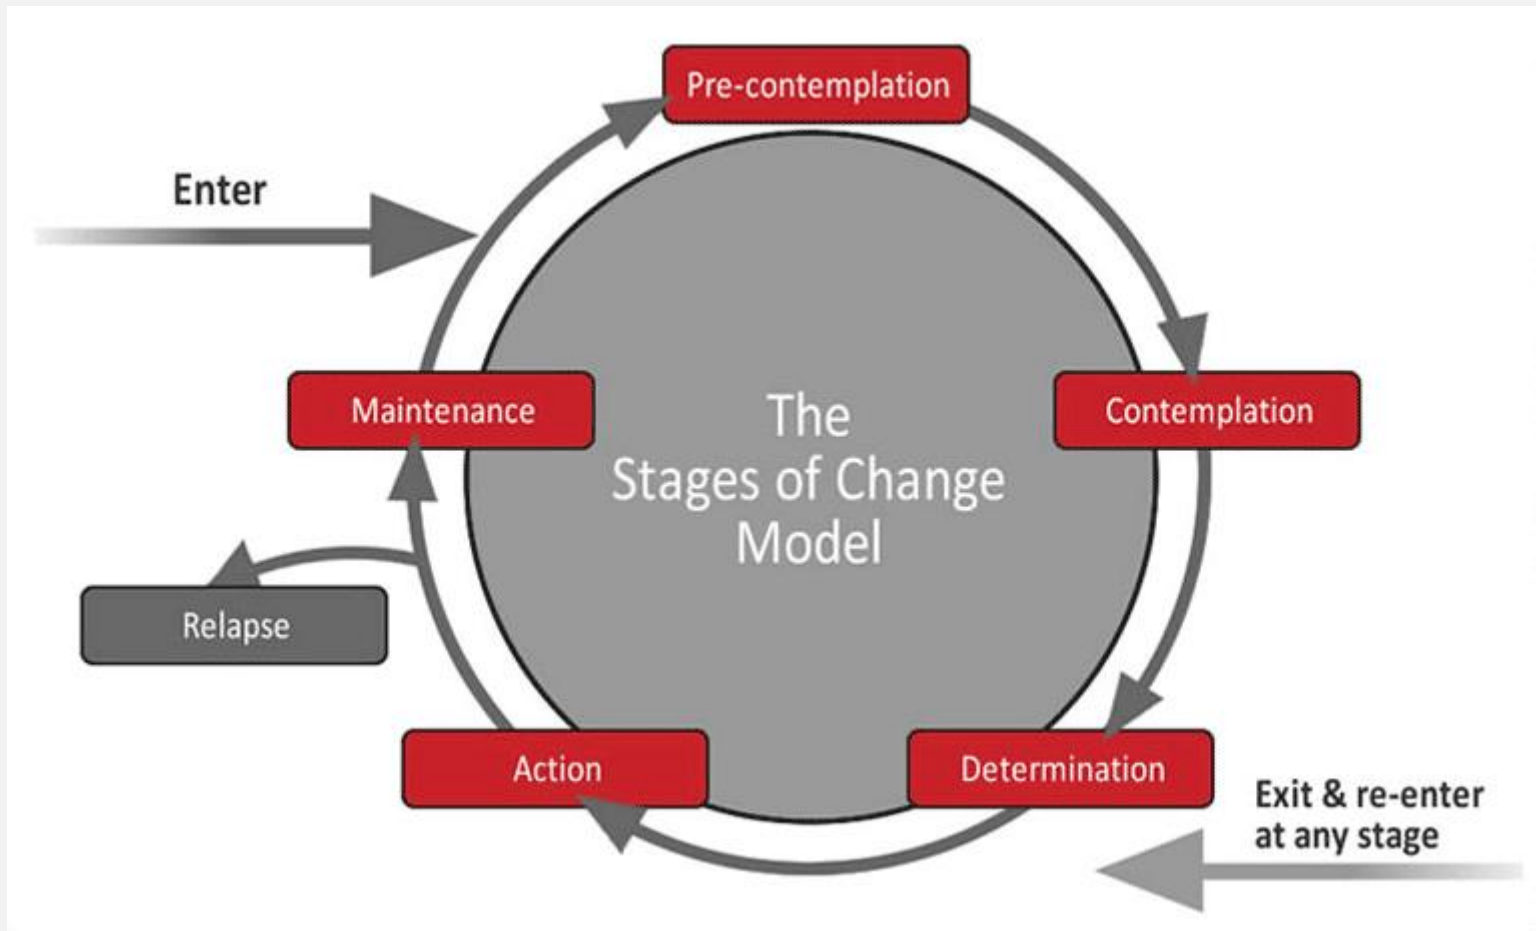 Pre-contemplation
Enter
Maintenance
Contemplation
The
Stages of Change
Model
Relapse
Action
Determination
Exit & re-enter
at any stage